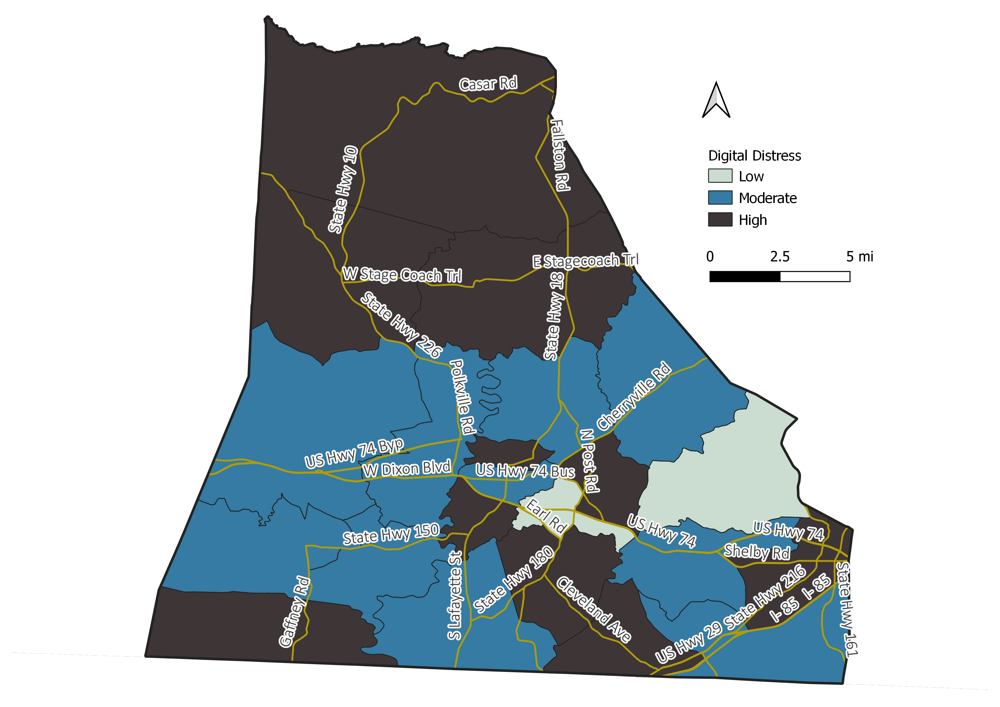 Casar Rd
Fallston Rd
State Hwy 10
Digital Distress
Low
Moderate
High
0 2.5 5 mi
E Stagecoach Trl
W Stage Coach Trl
State Hwy 18
State Hwy 226
Polkville Rd
Cherryville Rd
N Post Rd
US Hwy 74 Byp
W Dixon Blvd
US Hwy 74 Bus
Earl Rd
US Hwy 74
US Hwy 74
State Hwy 150
Shelby Rd
S Lafayette St
State Hwy 180
Cleveland Ave
Gaffney Rd
State Hwy 216
I- 85
I- 85
US Hwy 29
State Hwy 161